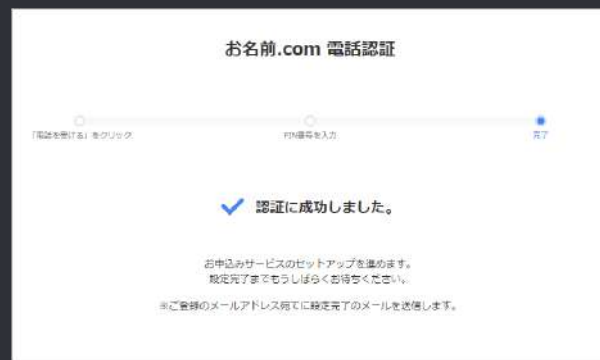 お名前.com 電話認証
「電話を受ける」をクリック
PIN番号を入力
完了
認証に成功しました。
お申込みサービスのセットアップを進めます。
設定完了までもうしばらくお待ちください。
※ご登録のメールアドレス宛てに設定完了のメールを送信します。